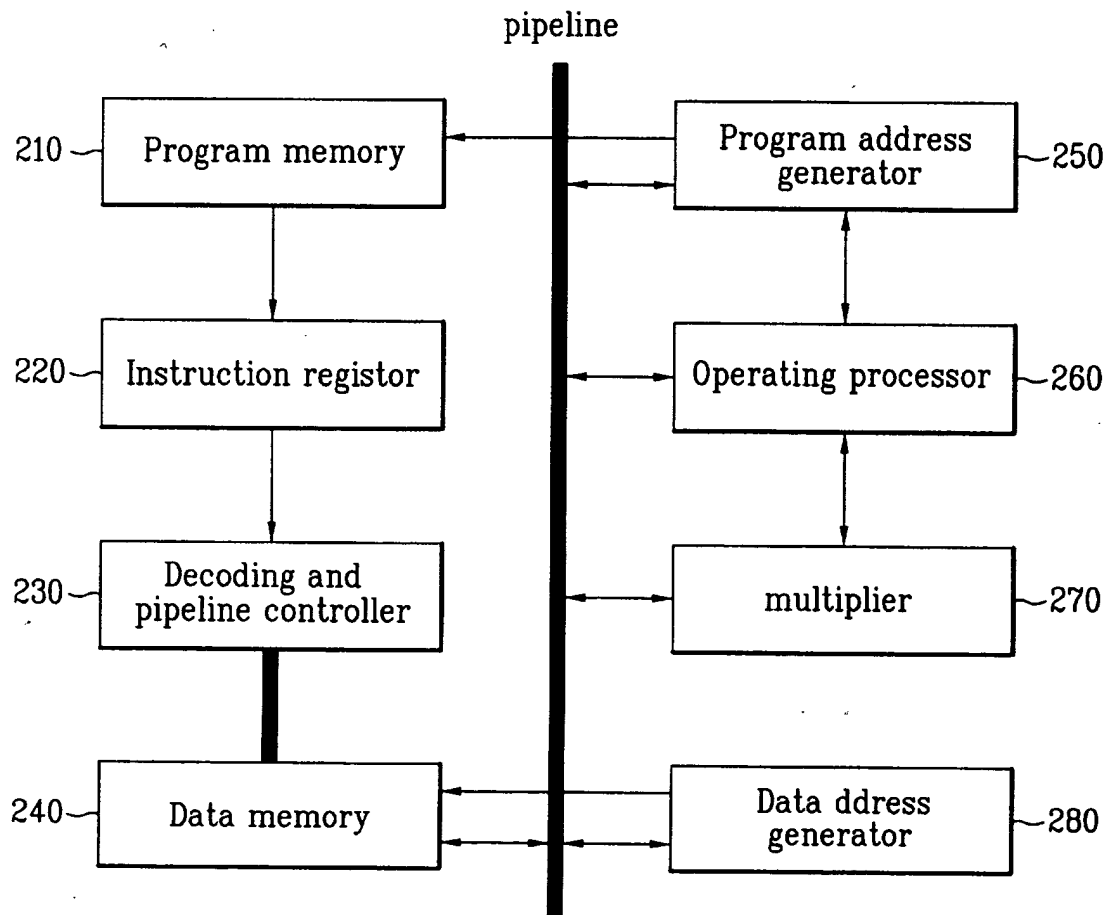 pipeline
210
Program memory
Program address
generator
250
220
Instruction registor
Operating processor
260
230
Decoding and
pipeline controller
multiplier
270
240
Data memory
Data ddress
generator
280